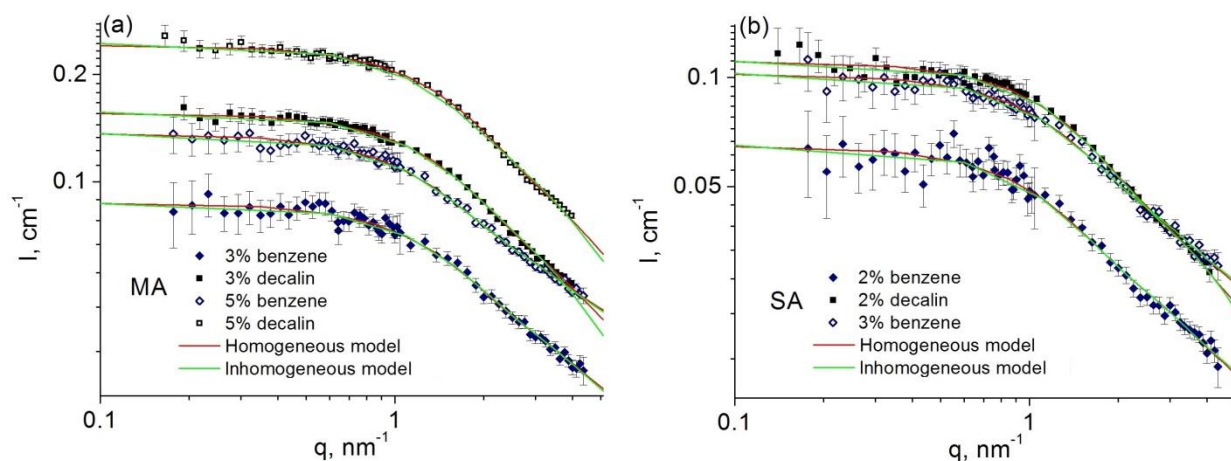 (a)
I, cm⁻¹
0.2
0.1
MA
3% benzene
3% decalin
5% benzene
5% decalin
Homogeneous model
Inhomogeneous model
0.1
1
q, nm⁻¹
(b)
I, cm⁻¹
0.1
0.05
SA
2% benzene
2% decalin
3% benzene
Homogeneous model
Inhomogeneous model
0.1
1
q, nm⁻¹